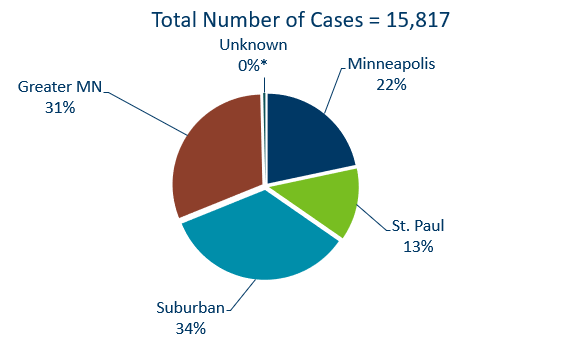 Total Number of Cases = 15,817
Unknown
0%*
Minneapolis
22%
Greater MN
31%
St. Paul
13%
Suburban
34%